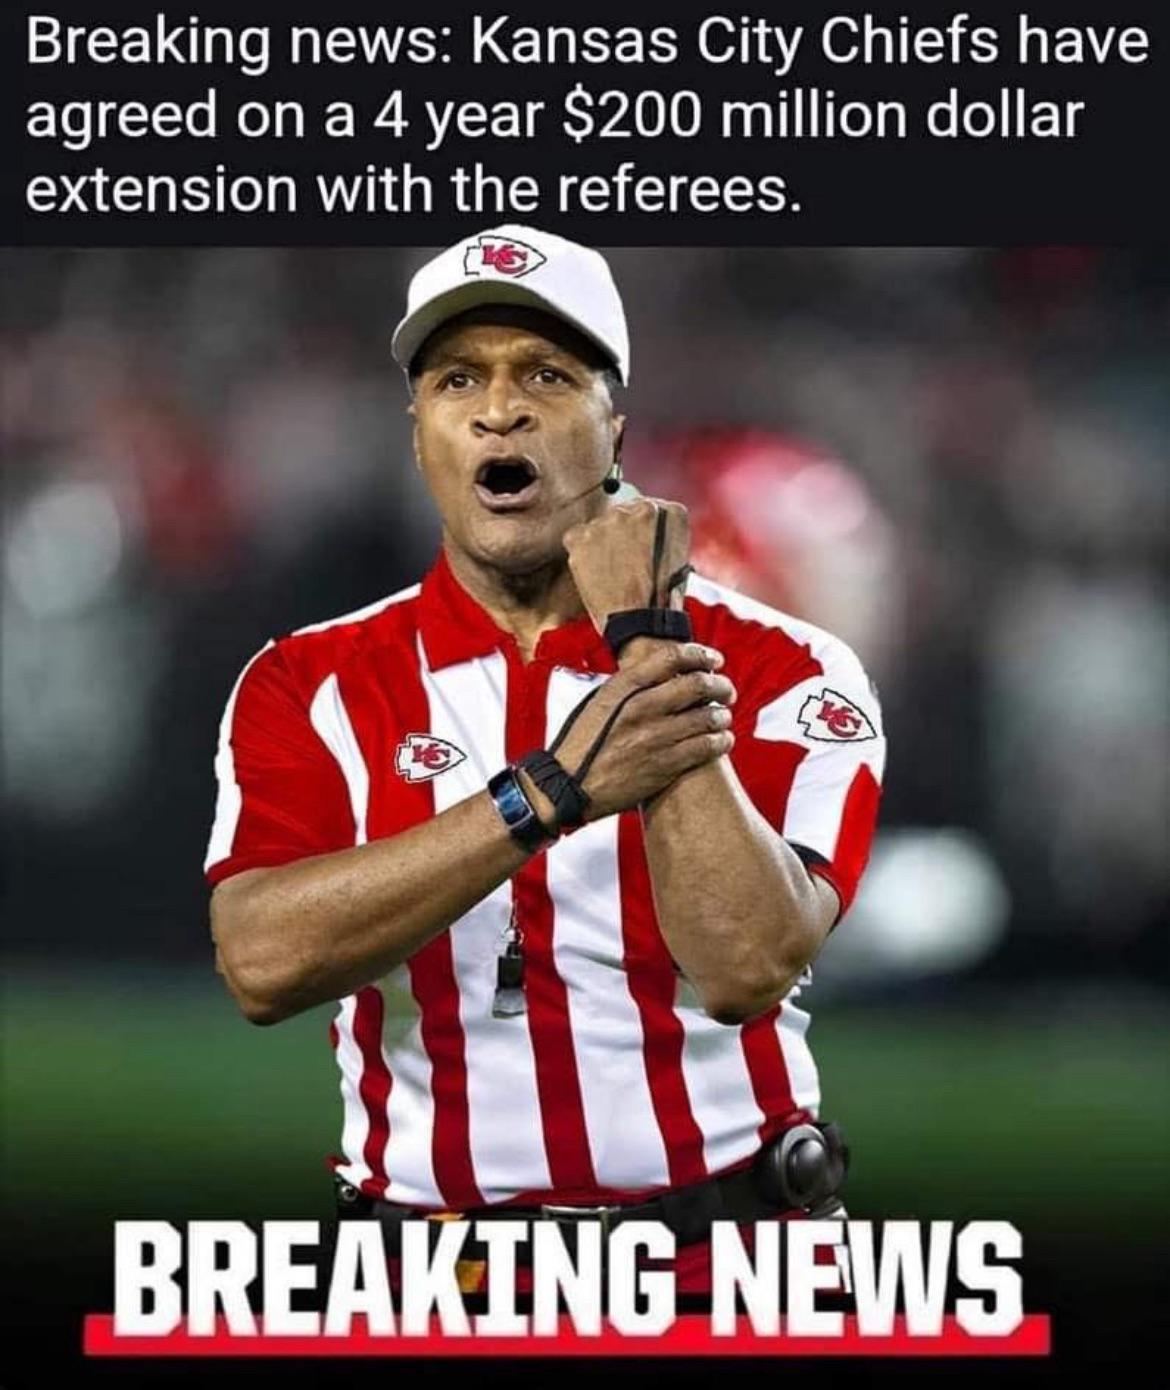 Breaking news: Kansas City Chiefs have
agreed on a 4 year $200 million dollar
extension with the referees.
KC
KC
KC
BREAKING NEWS